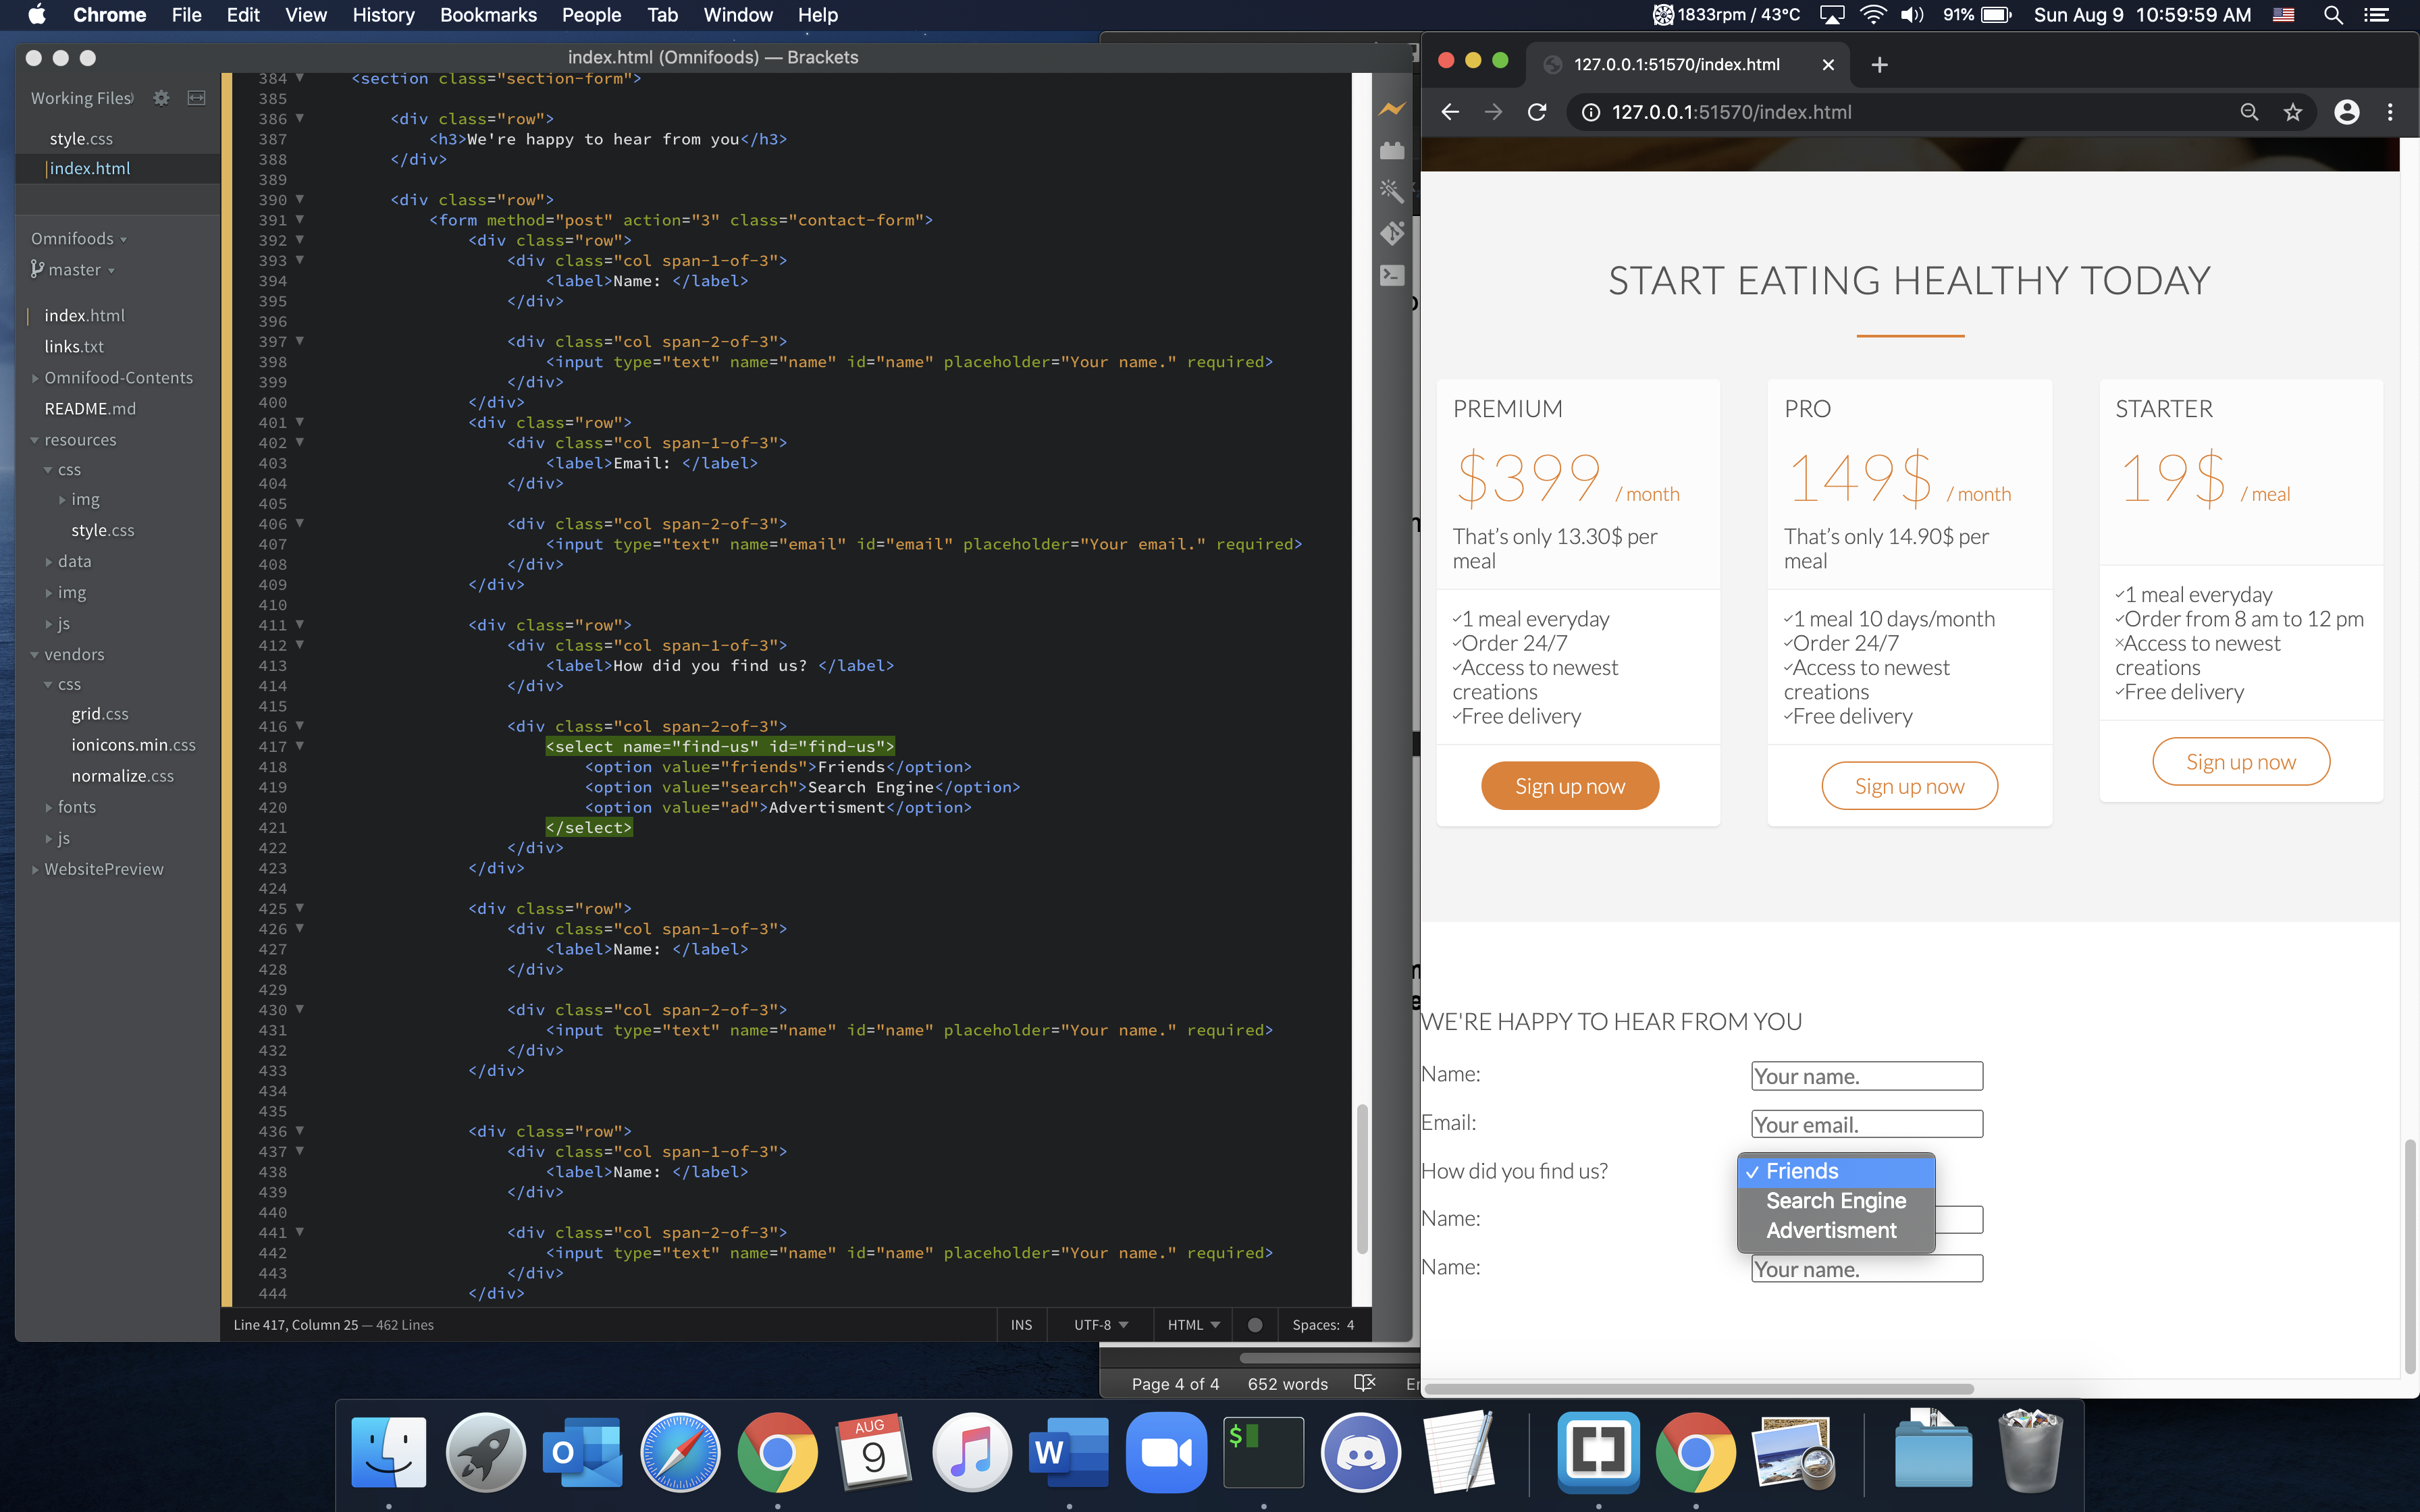 Chrome File Edit View History Bookmarks People Tab Window Help
1833rpm / 43°C 91% Sun Aug 9 10:59:59 AM
index.html (Omnifoods) — Brackets
Working Files
style.css
index.html
Omnifoods
master
index.html
links.txt
Omnifood-Contents
README.md
resources
css
img
style.css
data
img
js
vendors
css
grid.css
ionicons.min.css
normalize.css
fonts
js
WebsitePreview
384 <section class="section-form">
385
386 <div class="row">
387 <h3>We're happy to hear from you</h3>
388 </div>
389
390 <div class="row">
391 <form method="post" action="3" class="contact-form">
392 <div class="row">
393 <div class="col span-1-of-3">
394 <label>Name: </label>
395 </div>
396
397 <div class="col span-2-of-3">
398 <input type="text" name="name" id="name" placeholder="Your name." required>
399 </div>
400 </div>
401 <div class="row">
402 <div class="col span-1-of-3">
403 <label>Email: </label>
404 </div>
405
406 <div class="col span-2-of-3">
407 <input type="text" name="email" id="email" placeholder="Your email." required>
408 </div>
409 </div>
410
411 <div class="row">
412 <div class="col span-1-of-3">
413 <label>How did you find us? </label>
414 </div>
415
416 <div class="col span-2-of-3">
417 <select name="find-us" id="find-us">
418 <option value="friends">Friends</option>
419 <option value="search">Search Engine</option>
420 <option value="ad">Advertisment</option>
421 </select>
422 </div>
423 </div>
424
425 <div class="row">
426 <div class="col span-1-of-3">
427 <label>Name: </label>
428 </div>
429
430 <div class="col span-2-of-3">
431 <input type="text" name="name" id="name" placeholder="Your name." required>
432 </div>
433 </div>
434
435
436 <div class="row">
437 <div class="col span-1-of-3">
438 <label>Name: </label>
439 </div>
440
441 <div class="col span-2-of-3">
442 <input type="text" name="name" id="name" placeholder="Your name." required>
443 </div>
444 </div>
Line 417, Column 25 — 462 Lines
INS UTF-8 HTML Spaces: 4
Page 4 of 4 652 words
127.0.0.1:51570/index.html
127.0.0.1:51570/index.html
START EATING HEALTHY TODAY
PREMIUM
$399 / month
That's only 13.30$ per
meal
1 meal everyday
Order 24/7
Access to newest
creations
Free delivery
Sign up now
PRO
149$ / month
That's only 14.90$ per
meal
1 meal 10 days/month
Order 24/7
Access to newest
creations
Free delivery
Sign up now
STARTER
19$ / meal
1 meal everyday
Order from 8 am to 12 pm
Access to newest
creations
Free delivery
Sign up now
WE'RE HAPPY TO HEAR FROM YOU
Name: Your name.
Email: Your email.
How did you find us? ✓ Friends
Search Engine
Name:
Advertisment
Name: Your name.
AUG
9
O
W
$